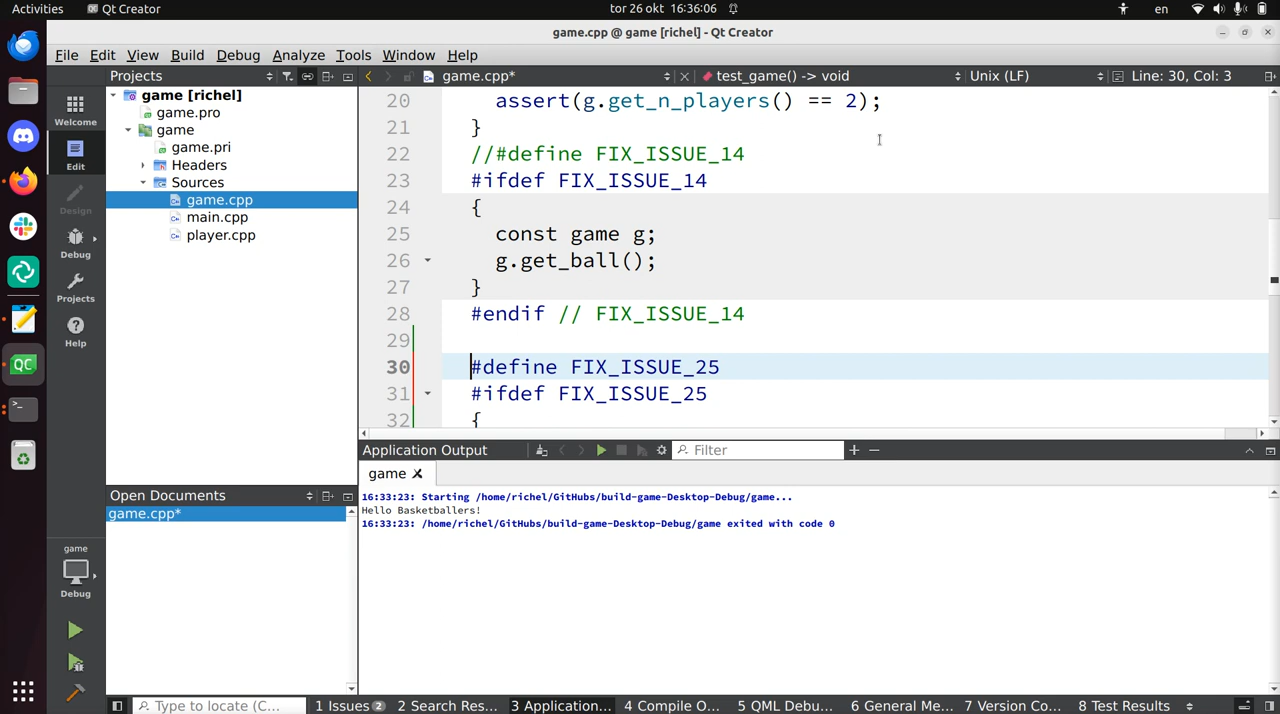 Activities Qt Creator tor 26 okt 16:36:06 en
game.cpp @ game [richel] - Qt Creator
File Edit View Build Debug Analyze Tools Window Help
Projects game.cpp* test_game() -> void Unix (LF) Line: 30, Col: 3
Welcome
Edit
Design
Debug
Projects
Help
game [richel]
game.pro
game
game.pri
Headers
Sources
game.cpp
main.cpp
player.cpp
20 assert(g.get_n_players() == 2);
21 }
22 //#define FIX_ISSUE_14
23 #ifdef FIX_ISSUE_14
24 {
25 const game g;
26 g.get_ball();
27 }
28 #endif // FIX_ISSUE_14
29
30 #define FIX_ISSUE_25
31 #ifdef FIX_ISSUE_25
32 {
Application Output Filter
game
16:33:23: Starting /home/richel/GitHubs/build-game-Desktop-Debug/game...
Hello Basketballers!
16:33:23: /home/richel/GitHubs/build-game-Desktop-Debug/game exited with code 0
Open Documents
game.cpp*
game
Debug
Type to locate (C... 1 Issues 2 2 Search Res... 3 Application... 4 Compile O... 5 QML Debu... 6 General Me... 7 Version Co... 8 Test Results